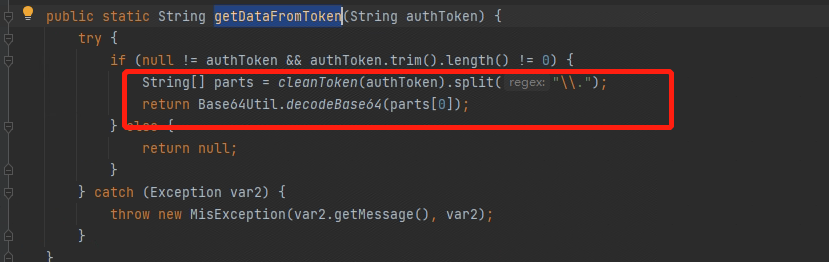 public static String getDataFromToken(String authToken) {
try {
if (null != authToken && authToken.trim().length() != 0) {
String[] parts = cleanToken(authToken).split( regex: "\\.");
return Base64Util.decodeBase64(parts[0]);
} else {
return null;
}
} catch (Exception var2) {
throw new MisException(var2.getMessage(), var2);
}
}